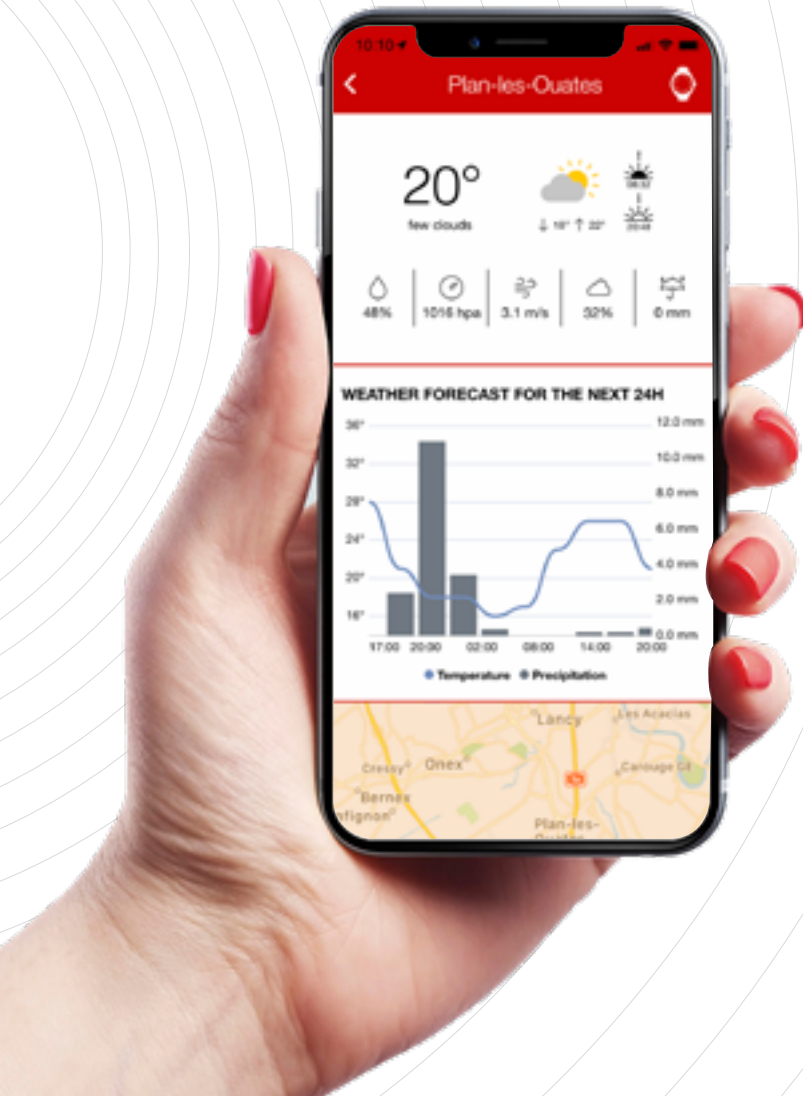 10:10
Plan-les-Ouates
20°
few clouds
48%
1016 hpa
3.1 m/s
32%
0 mm
WEATHER FORECAST FOR THE NEXT 24H
36°
12.0 mm
32°
10.0 mm
28°
8.0 mm
6.0 mm
24°
4.0 mm
20°
2.0 mm
16°
0.0 mm
17:00 20:00 02:00 08:00 14:00 20:00
Temperature Precipitation
Lancy
Les Acacias
Cressy
Onex
Carouge GE
Bernex
Plan-les-